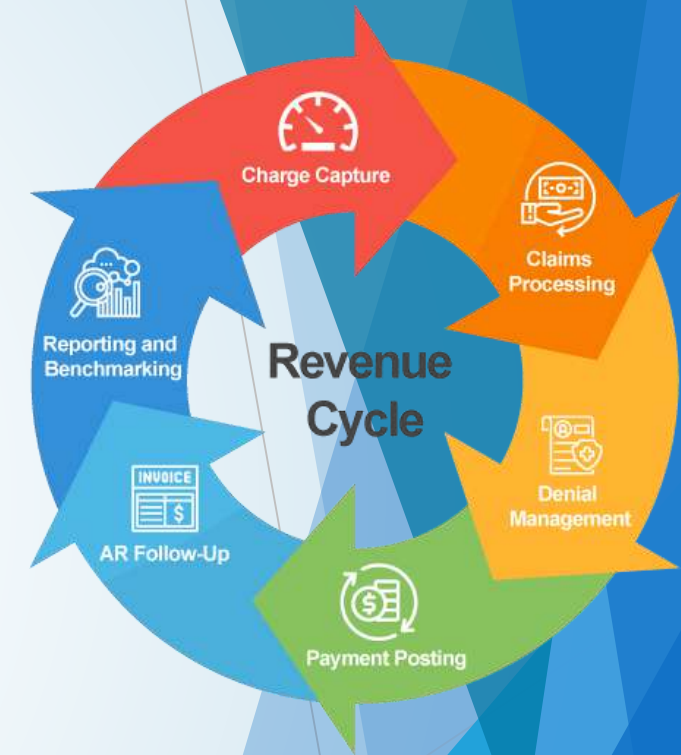 Revenue
Cycle
Charge Capture
Claims
Processing
Denial
Management
Payment Posting
INVOICE
$
$
AR Follow-Up
Reporting and
Benchmarking